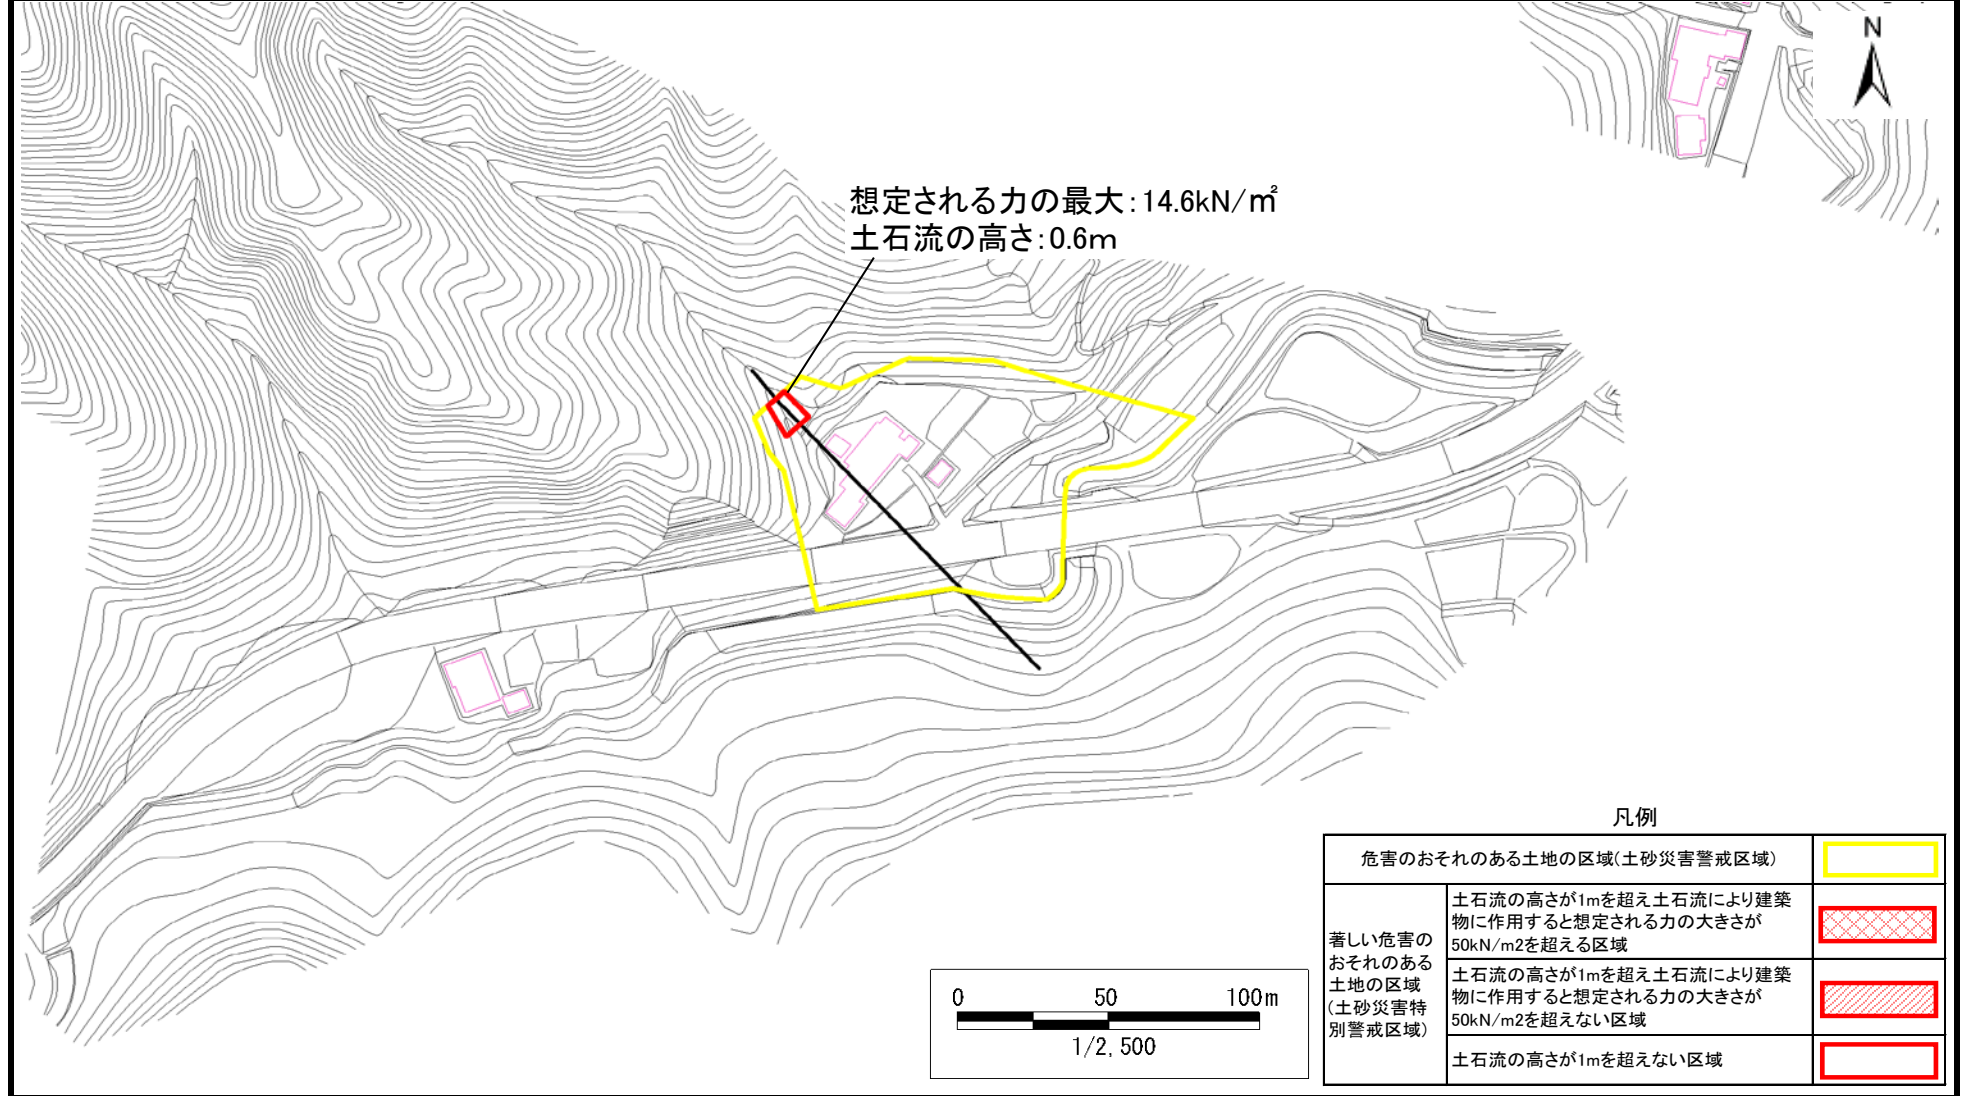 N
想定される力の最大:14.6kN/㎡
土石流の高さ:0.6m
凡例
危害のおそれのある土地の区域(土砂災害警戒区域)
著しい危害の
おそれのある
土地の区域
(土砂災害特
別警戒区域)
土石流の高さが1mを超え土石流により建築
物に作用すると想定される力の大きさが
50kN/m2を超える区域
土石流の高さが1mを超え土石流により建築
物に作用すると想定される力の大きさが
50kN/m2を超えない区域
土石流の高さが1mを超えない区域
0 50 100m
1/2,500